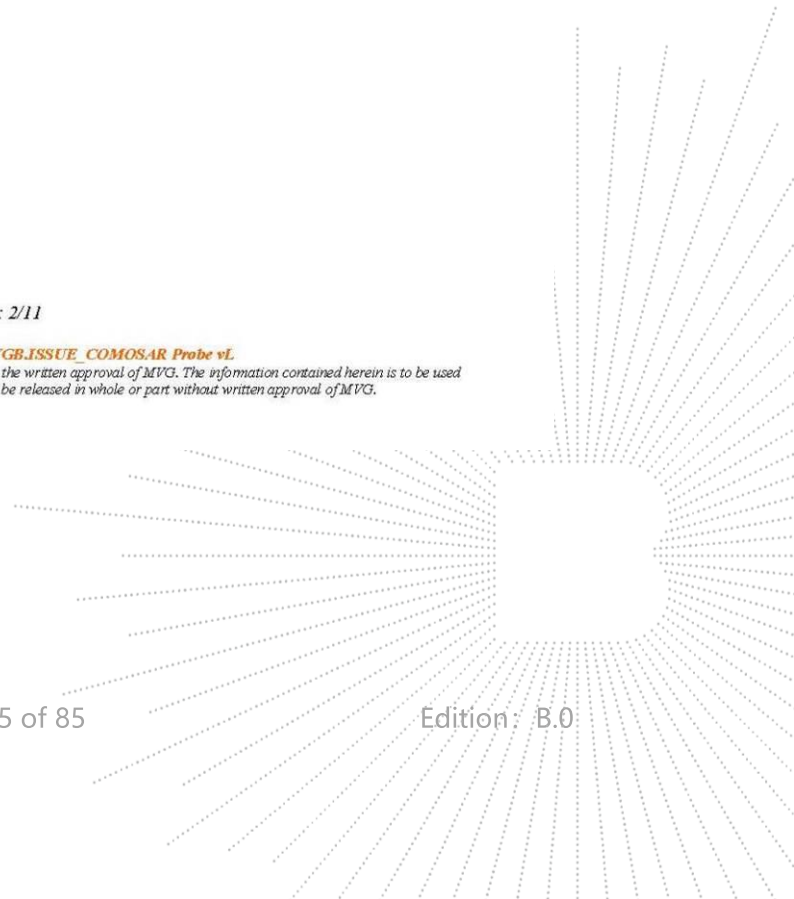 : 2/11
GB.ISSUE_COMOSAR Probe vL
the written approval of MVG. The information contained herein is to be used
be released in whole or part without written approval of MVG.
5 of 85 Edition: B.0